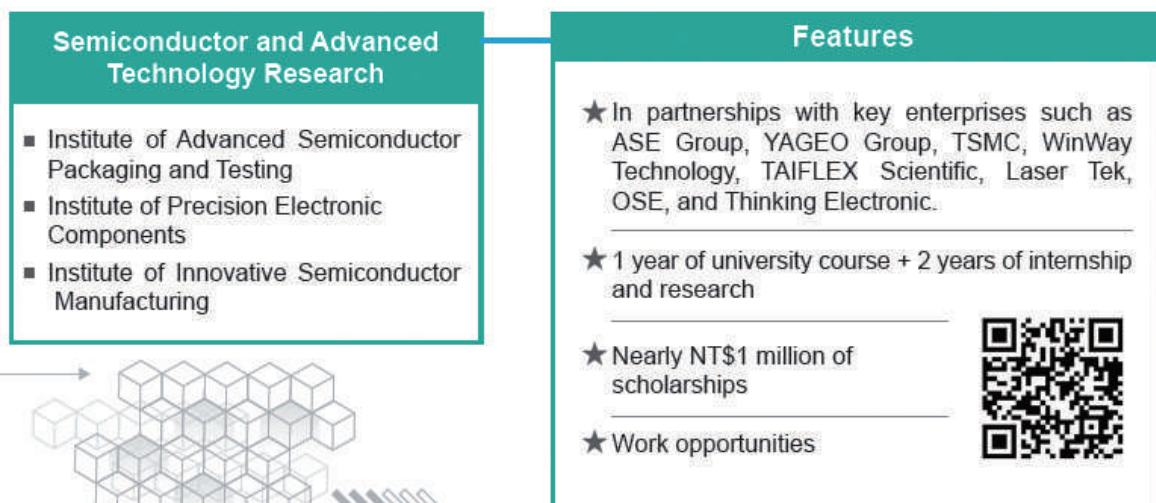 Semiconductor and Advanced
Technology Research
■ Institute of Advanced Semiconductor
Packaging and Testing
■ Institute of Precision Electronic
Components
■ Institute of Innovative Semiconductor
Manufacturing
Features
★ In partnerships with key enterprises such as
ASE Group, YAGEO Group, TSMC, WinWay
Technology, TAIFLEX Scientific, Laser Tek,
OSE, and Thinking Electronic.
★ 1 year of university course + 2 years of internship
and research
★ Nearly NT$1 million of
scholarships
★ Work opportunities